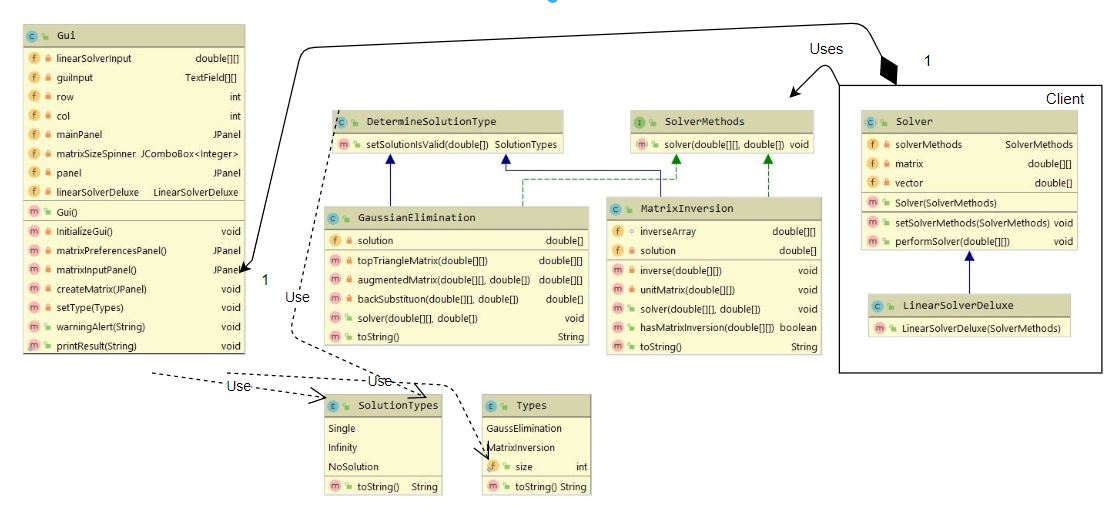 Gui
linearSolverInput double[][]
guiInput TextField[][]
row int
col int
mainPanel JPanel
matrixSizeSpinner JComboBox<Integer>
panel JPanel
linearSolverDeluxe LinearSolverDeluxe
Gui()
InitializeGui() void
matrixPreferencesPanel() JPanel
matrixInputPanel() JPanel
createMatrix(JPanel) void
setType(Types) void
warningAlert(String) void
printResult(String) void
1
Use
Use
Use
DetermineSolutionType
setSolutionIsValid(double[]) SolutionTypes
SolverMethods
solver(double[][], double[]) void
Uses
1
Client
Solver
solverMethods SolverMethods
matrix double[][]
vector double[]
Solver(SolverMethods)
setSolverMethods(SolverMethods) void
performSolver(double[][]) void
LinearSolverDeluxe
LinearSolverDeluxe(SolverMethods)
GaussianElimination
solution double[]
topTriangleMatrix(double[][]) double[][]
augmentedMatrix(double[][], double[]) double[][]
backSubstituon(double[][], double[]) double[]
solver(double[][], double[]) void
toString() String
MatrixInversion
inverseArray double[][]
solution double[]
inverse(double[][]) void
unitMatrix(double[][]) void
solver(double[][], double[]) void
hasMatrixInversion(double[][]) boolean
toString() String
SolutionTypes
Single
Infinity
NoSolution
toString() String
Types
GaussElimination
MatrixInversion
size int
toString() String